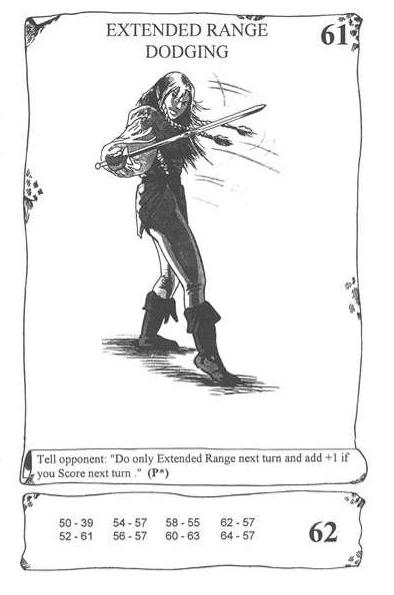 EXTENDED RANGE
DODGING
61
Tell opponent: "Do only Extended Range next turn and add +1 if
you Score next turn ." (P*)
50 - 39 54 - 57 58 - 55 62 - 57
52 - 61 56 - 57 60 - 63 64 - 57
62